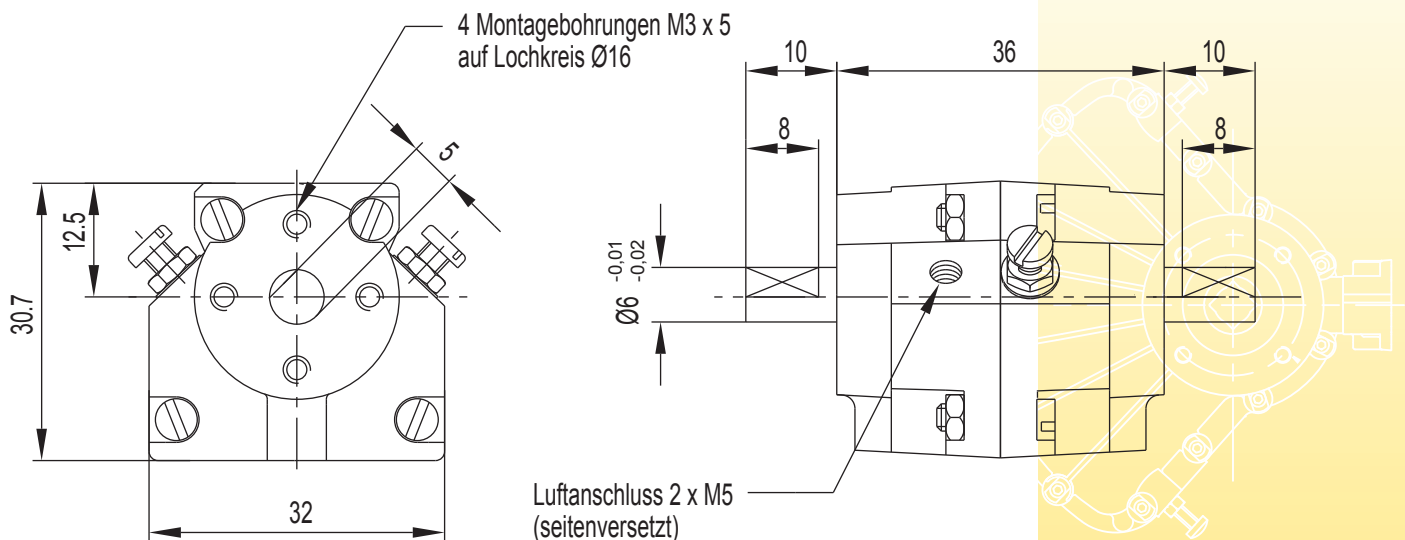 4 Montagebohrungen M3 x 5
auf Lochkreis Ø16
5
12.5
30.7
32
10
36
10
8
8
Ø6 -0,01
-0,02
Luftanschluss 2 x M5
(seitenversetzt)